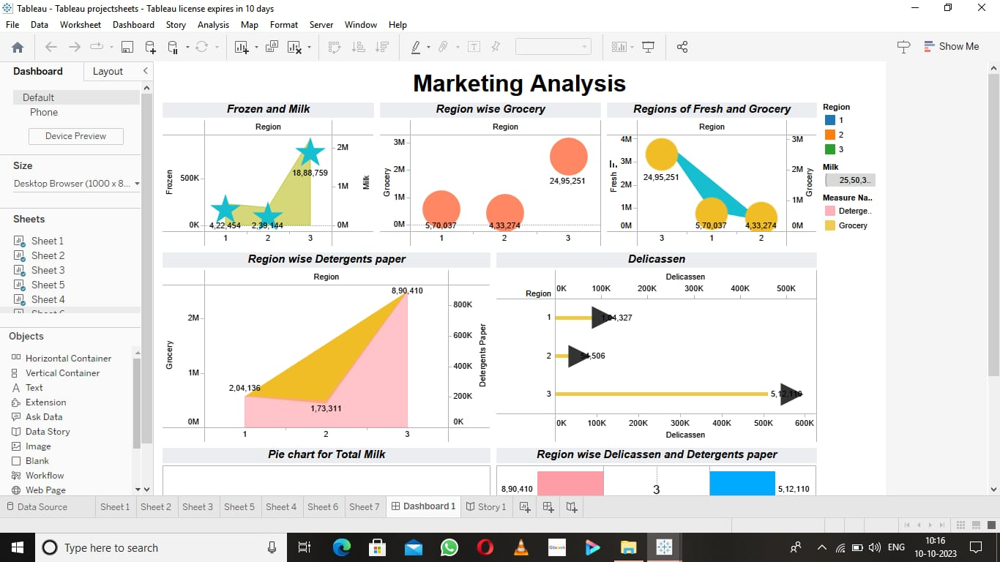 Tableau - Tableau projectsheets - Tableau license expires in 10 days
File Data Worksheet Dashboard Story Analysis Map Format Server Window Help
Show Me
Dashboard Layout
Default
Phone
Device Preview
Size
Desktop Browser (1000 x 8...
Sheets
Sheet 1
Sheet 2
Sheet 3
Sheet 5
Sheet 4
Objects
Horizontal Container
Vertical Container
Text
Extension
Ask Data
Data Story
Image
Blank
Workflow
Web Page
Marketing Analysis
Frozen and Milk
Region
Frozen
500K
0K
2M
1M
0M
Milk
18,88,759
4,22,454 2,39,144
1 2 3
Region wise Grocery
Region
Grocery
3M
2M
1M
0M
24,95,251
5,70,037 4,33,274
1 2 3
Regions of Fresh and Grocery
Region
Fresh
4M
3M
2M
1M
0M
3M
2M
1M
0M
Grocery
24,95,251
5,70,037 4,33,274
3 1 2
Region
1
2
3
Milk
25,50,3..
Measure Na..
Deterge..
Grocery
Region wise Detergents paper
Region
Grocery
2M
1M
0M
8,90,410
2,04,136
1,73,311
800K
600K
400K
200K
0K
Detergents Paper
1 2 3
Delicassen
Delicassen
Region
0K 100K 200K 300K 400K 500K
1 1,04,327
2 54,506
3 5,12,110
0K 100K 200K 300K 400K 500K 600K
Delicassen
Pie chart for Total Milk
Region wise Delicassen and Detergents paper
8,90,410 3 5,12,110
Data Source Sheet 1 Sheet 2 Sheet 3 Sheet 5 Sheet 4 Sheet 6 Sheet 7 Dashboard 1 Story 1
Type here to search
GSearch
ENG
10:16
10-10-2023